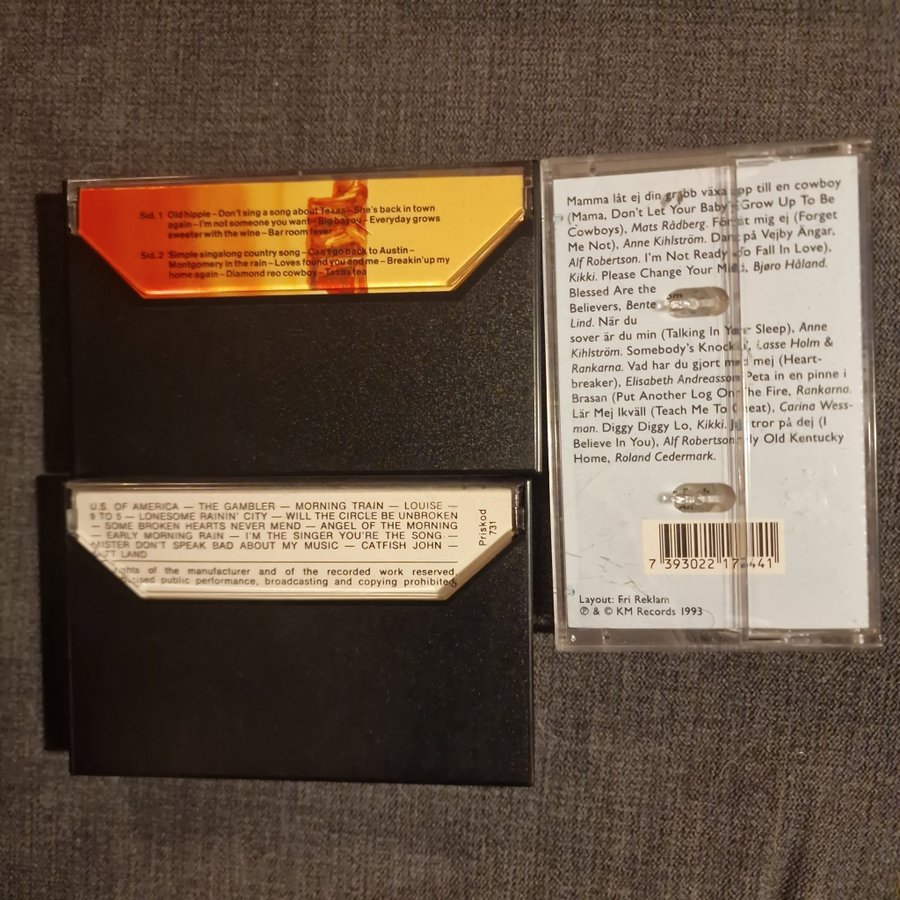 Sid. 1 Old hippie – Don't sing a song about Texas – She's back in town
again – I'm not someone you want – Big bayou – Everyday grows
sweeter with the wine – Bar room fever
Sid. 2 Simple singalong country song – Can't go back to Austin –
Montgomery in the rain – Loves found you and me – Breakin' up my
home again – Diamond reo cowboy – Texas tea
U.S. OF AMERICA — THE GAMBLER — MORNING TRAIN — LOUISE —
9 TO 5 — LONESOME RAININ' CITY — WILL THE CIRCLE BE UNBROKEN
— SOME BROKEN HEARTS NEVER MEND — ANGEL OF THE MORNING
— EARLY MORNING RAIN — I'M THE SINGER YOU'RE THE SONG —
MISTER DON'T SPEAK BAD ABOUT MY MUSIC — CATFISH JOHN —
LAND
of the manufacturer and of the recorded work reserved.
public performance, broadcasting and copying prohibited
Priskod
731
Mamma låt ej din grabb växa upp till en cowboy
(Mama, Don't Let Your Baby Grow Up To Be
Cowboys), Mats Rådberg. Förlåt mig ej (Forget
Me Not), Anne Kihlström. Dans på Vejby Ängar,
Alf Robertson. I'm Not Ready To Fall In Love),
Kikki. Please Change Your Mind, Bjøro Håland.
Blessed Are the
Believers, Bente
Lind. När du
sover är du min (Talking In Your Sleep), Anne
Kihlström. Somebody's Knockin', Lasse Holm &
Rankarna. Vad har du gjort med mej (Heart-
breaker), Elisabeth Andreasson. Peta in en pinne i
Brasan (Put Another Log On The Fire, Rankarna.
Lär Mej Ikväll (Teach Me To Cheat), Carina Wess-
man. Diggy Diggy Lo, Kikki. Jag tror på dej (I
Believe In You), Alf Robertson. My Old Kentucky
Home, Roland Cedermark.
7 393022 17 441
Layout: Fri Reklam
℗ & © KM Records 1993